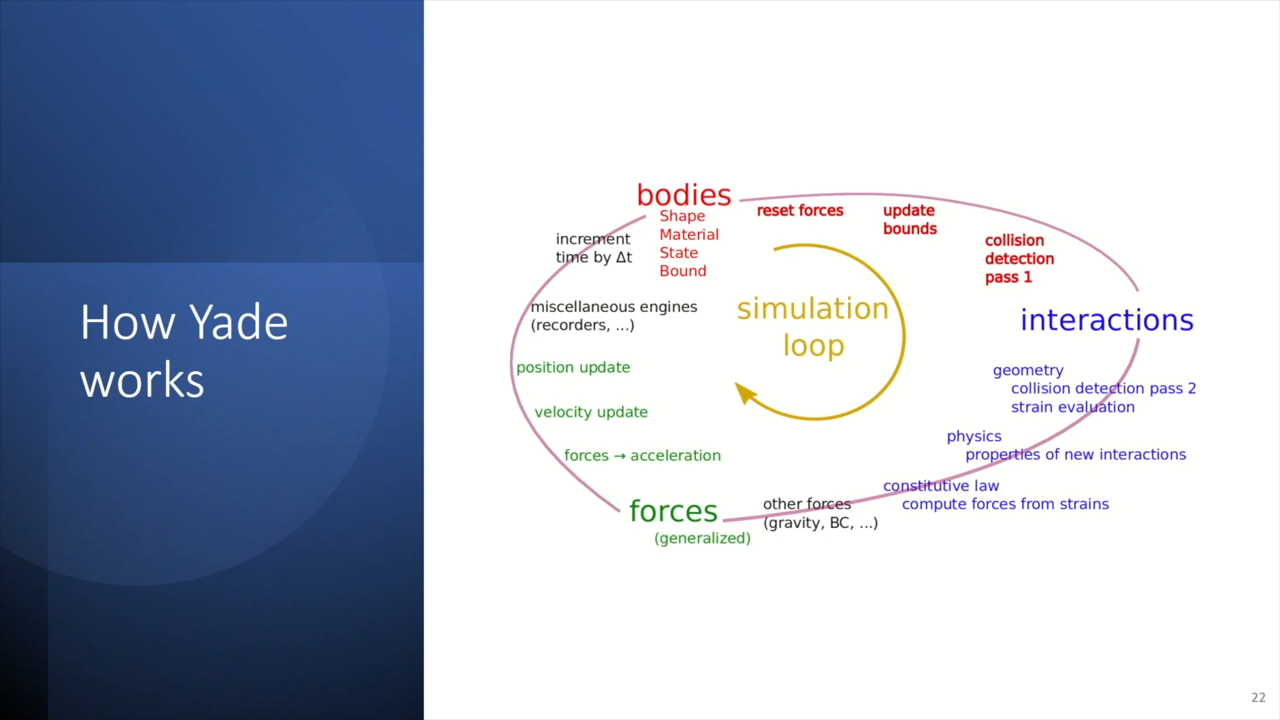 How Yade
works
bodies
Shape
Material
State
Bound
reset forces
update
bounds
collision
detection
pass 1
interactions
geometry
collision detection pass 2
strain evaluation
physics
properties of new interactions
constitutive law
compute forces from strains
other forces
(gravity, BC, ...)
forces
(generalized)
forces → acceleration
velocity update
position update
miscellaneous engines
(recorders, ...)
increment
time by Δt
simulation
loop
22